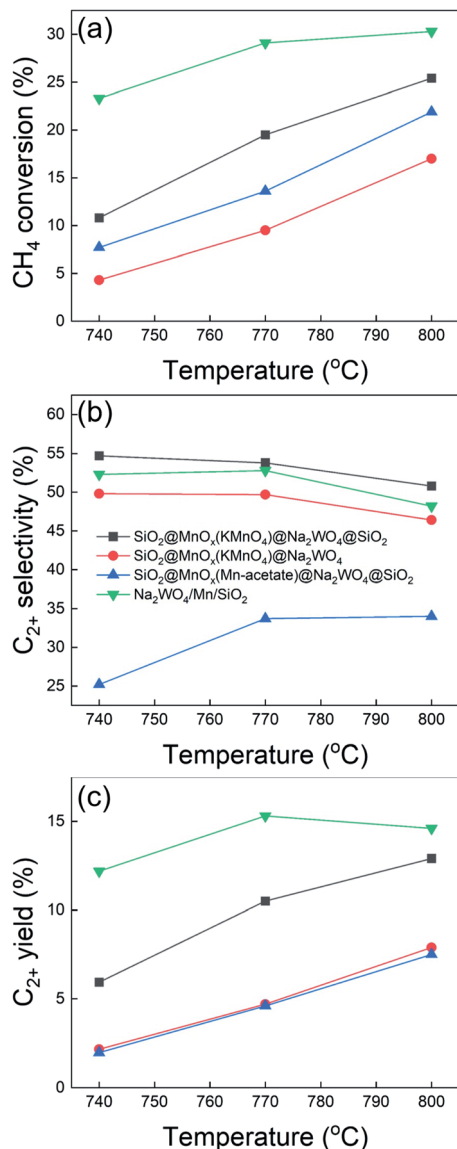 (a)
CH₄ conversion (%)
30
25
20
15
10
5
0
740 750 760 770 780 790 800
Temperature (°C)
(b)
C₂₊ selectivity (%)
60
55
50
45
40
35
30
25
SiO₂@MnOₓ(KMnO₄)@Na₂WO₄@SiO₂
SiO₂@MnOₓ(KMnO₄)@Na₂WO₄
SiO₂@MnOₓ(Mn-acetate)@Na₂WO₄@SiO₂
Na₂WO₄/Mn/SiO₂
740 750 760 770 780 790 800
Temperature (°C)
(c)
C₂₊ yield (%)
15
10
5
0
740 750 760 770 780 790 800
Temperature (°C)